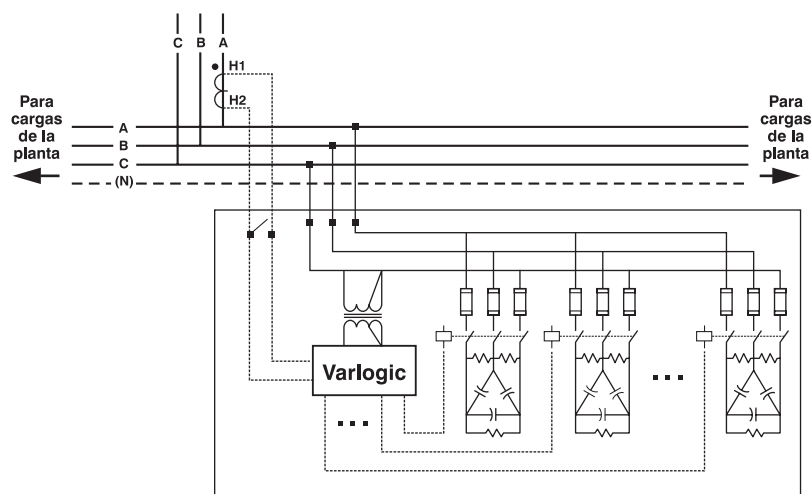 C B A
H1
H2
Para
cargas
de la
planta
A
B
C
(N)
Para
cargas
de la
planta
Varlogic